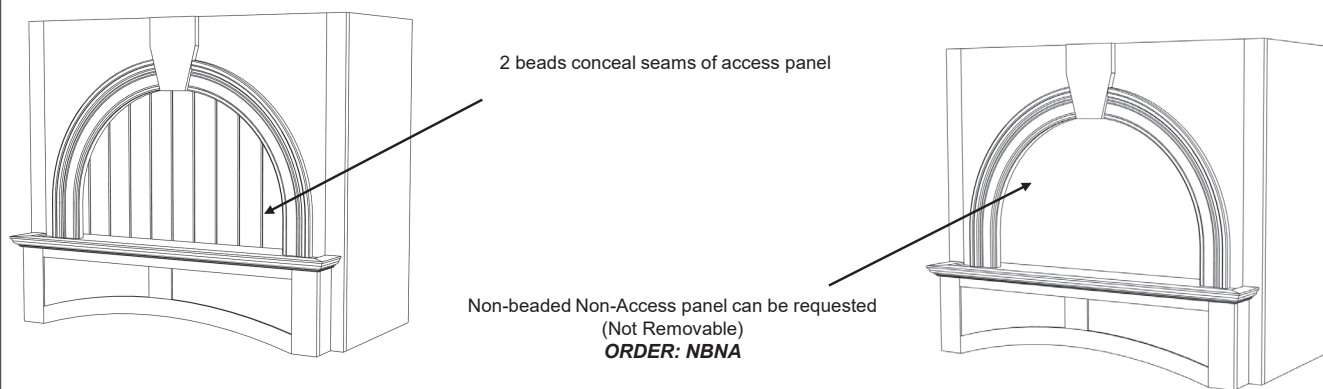 2 beads conceal seams of access panel
Non-beaded Non-Access panel can be requested
(Not Removable)
ORDER: NBNA